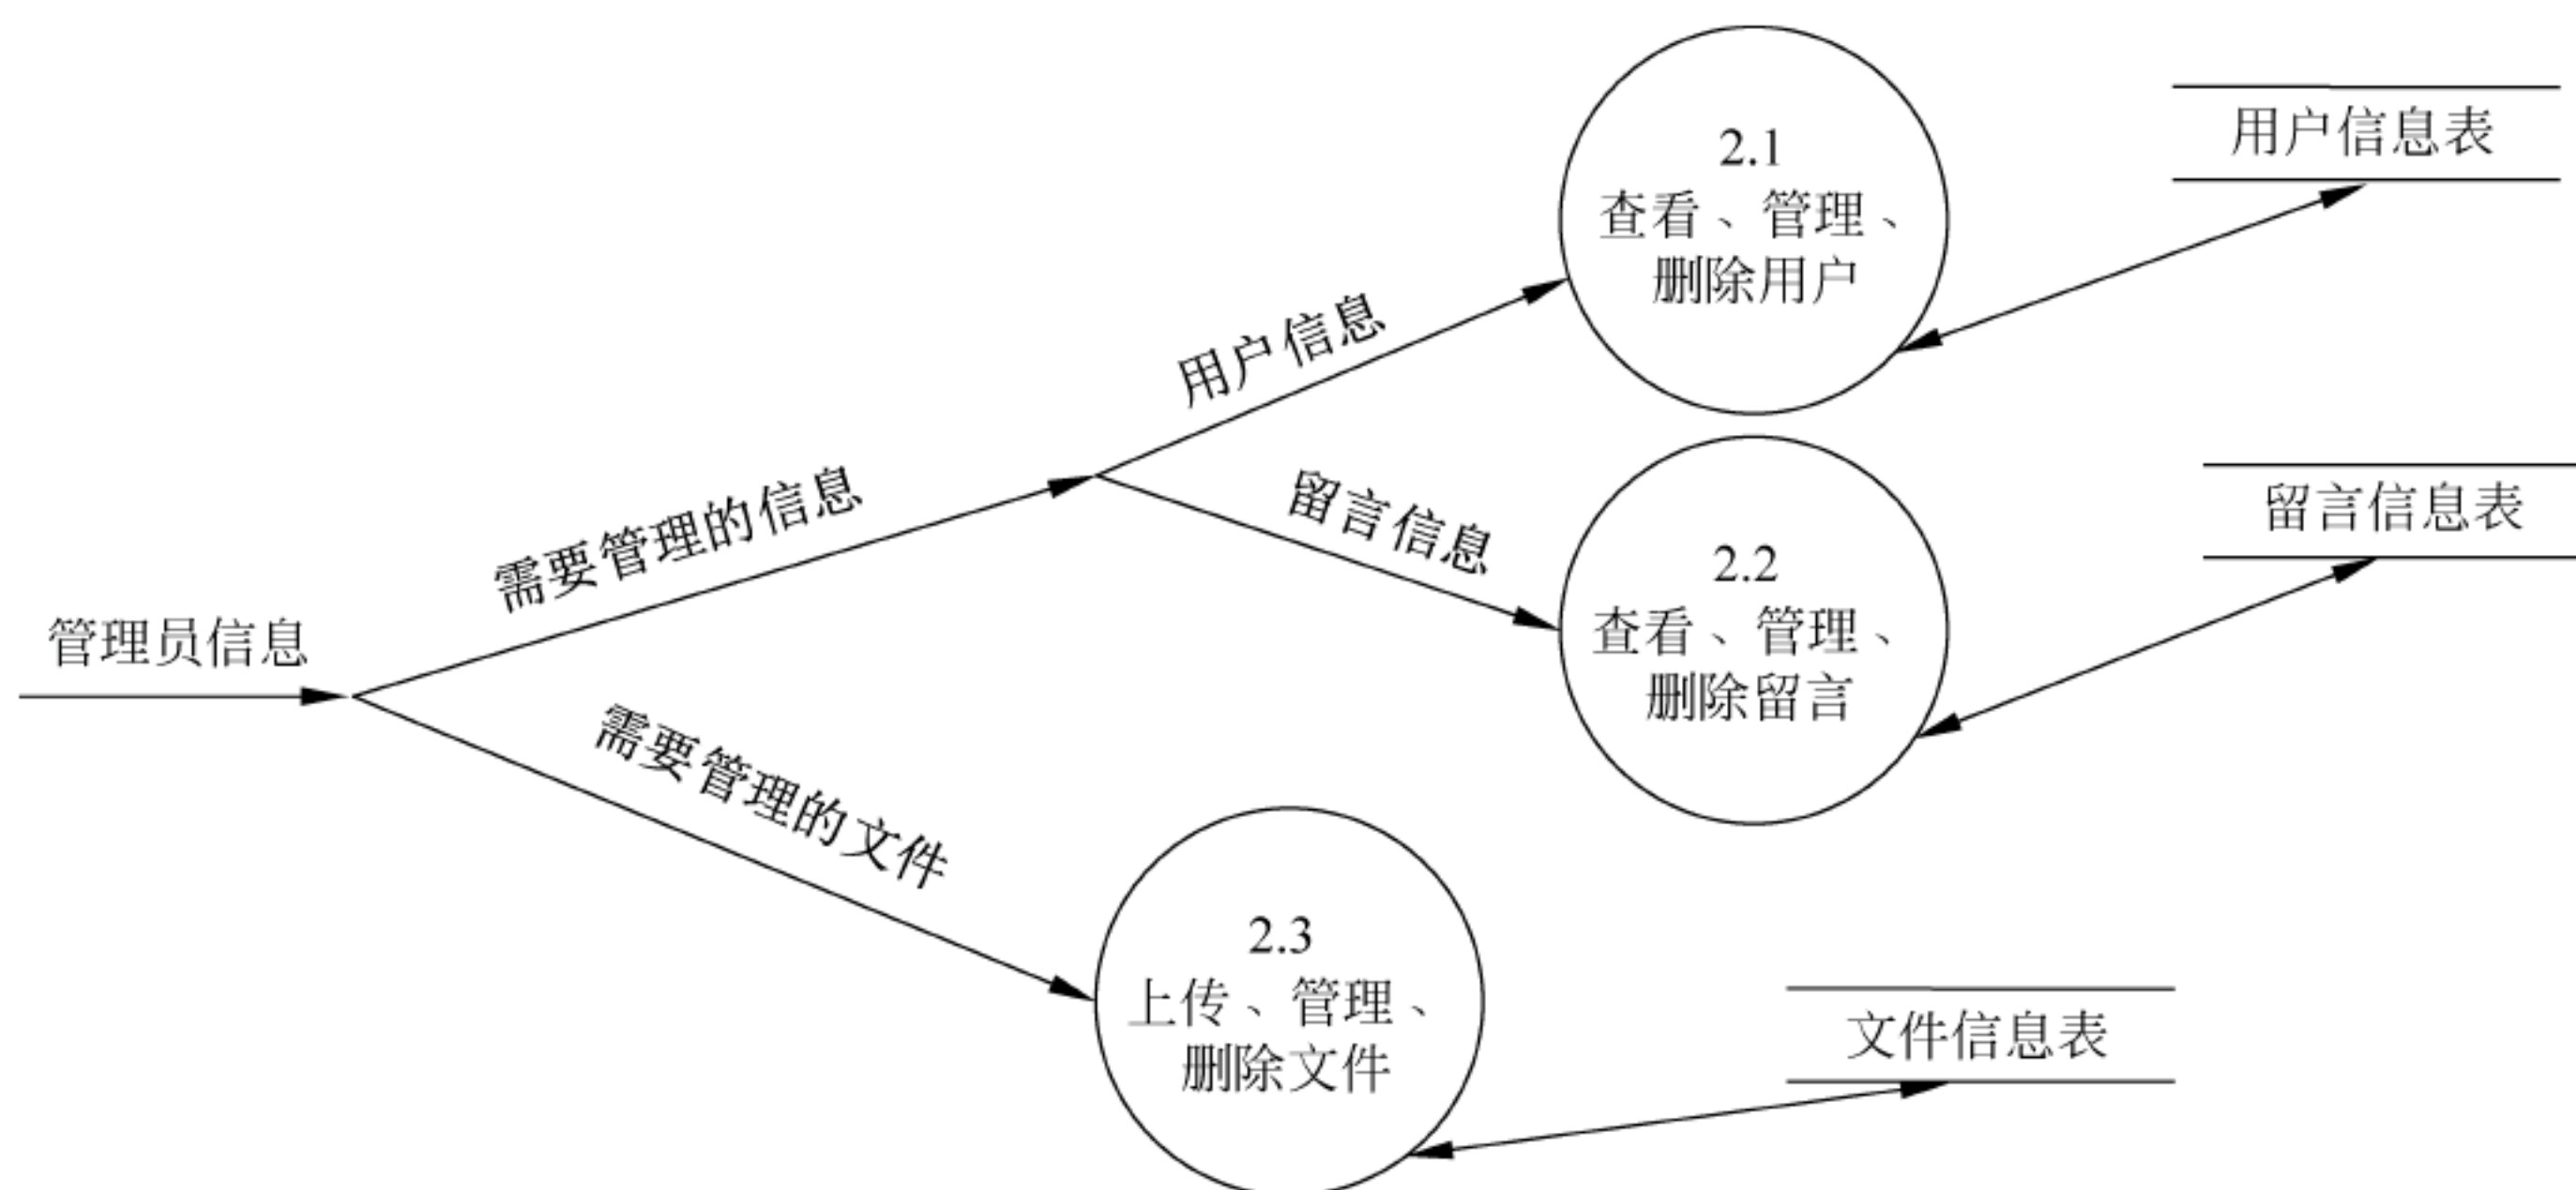 2.1
查看、管理、
删除用户
用户信息表
用户信息
需要管理的信息
留言信息
留言信息表
2.2
查看、管理、
删除留言
管理员信息
需要管理的文件
2.3
上传、管理、
删除文件
文件信息表